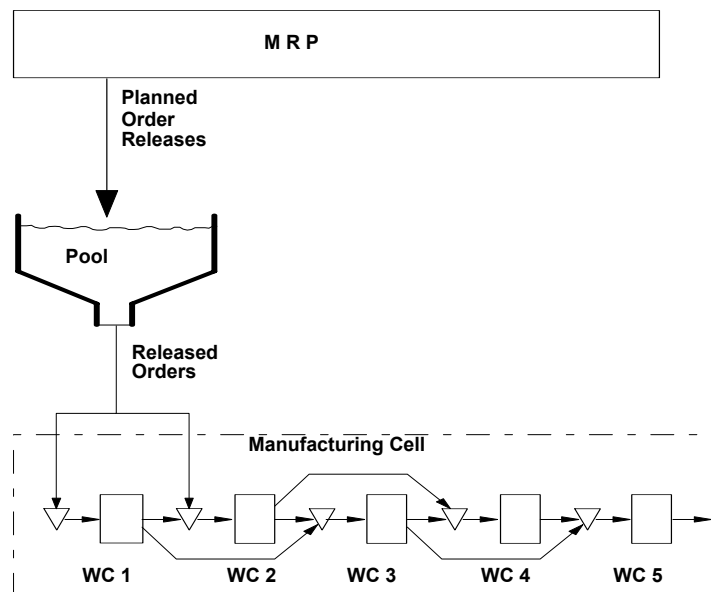 M R P
Planned
Order
Releases
Pool
Released
Orders
Manufacturing Cell
WC 1 WC 2 WC 3 WC 4 WC 5